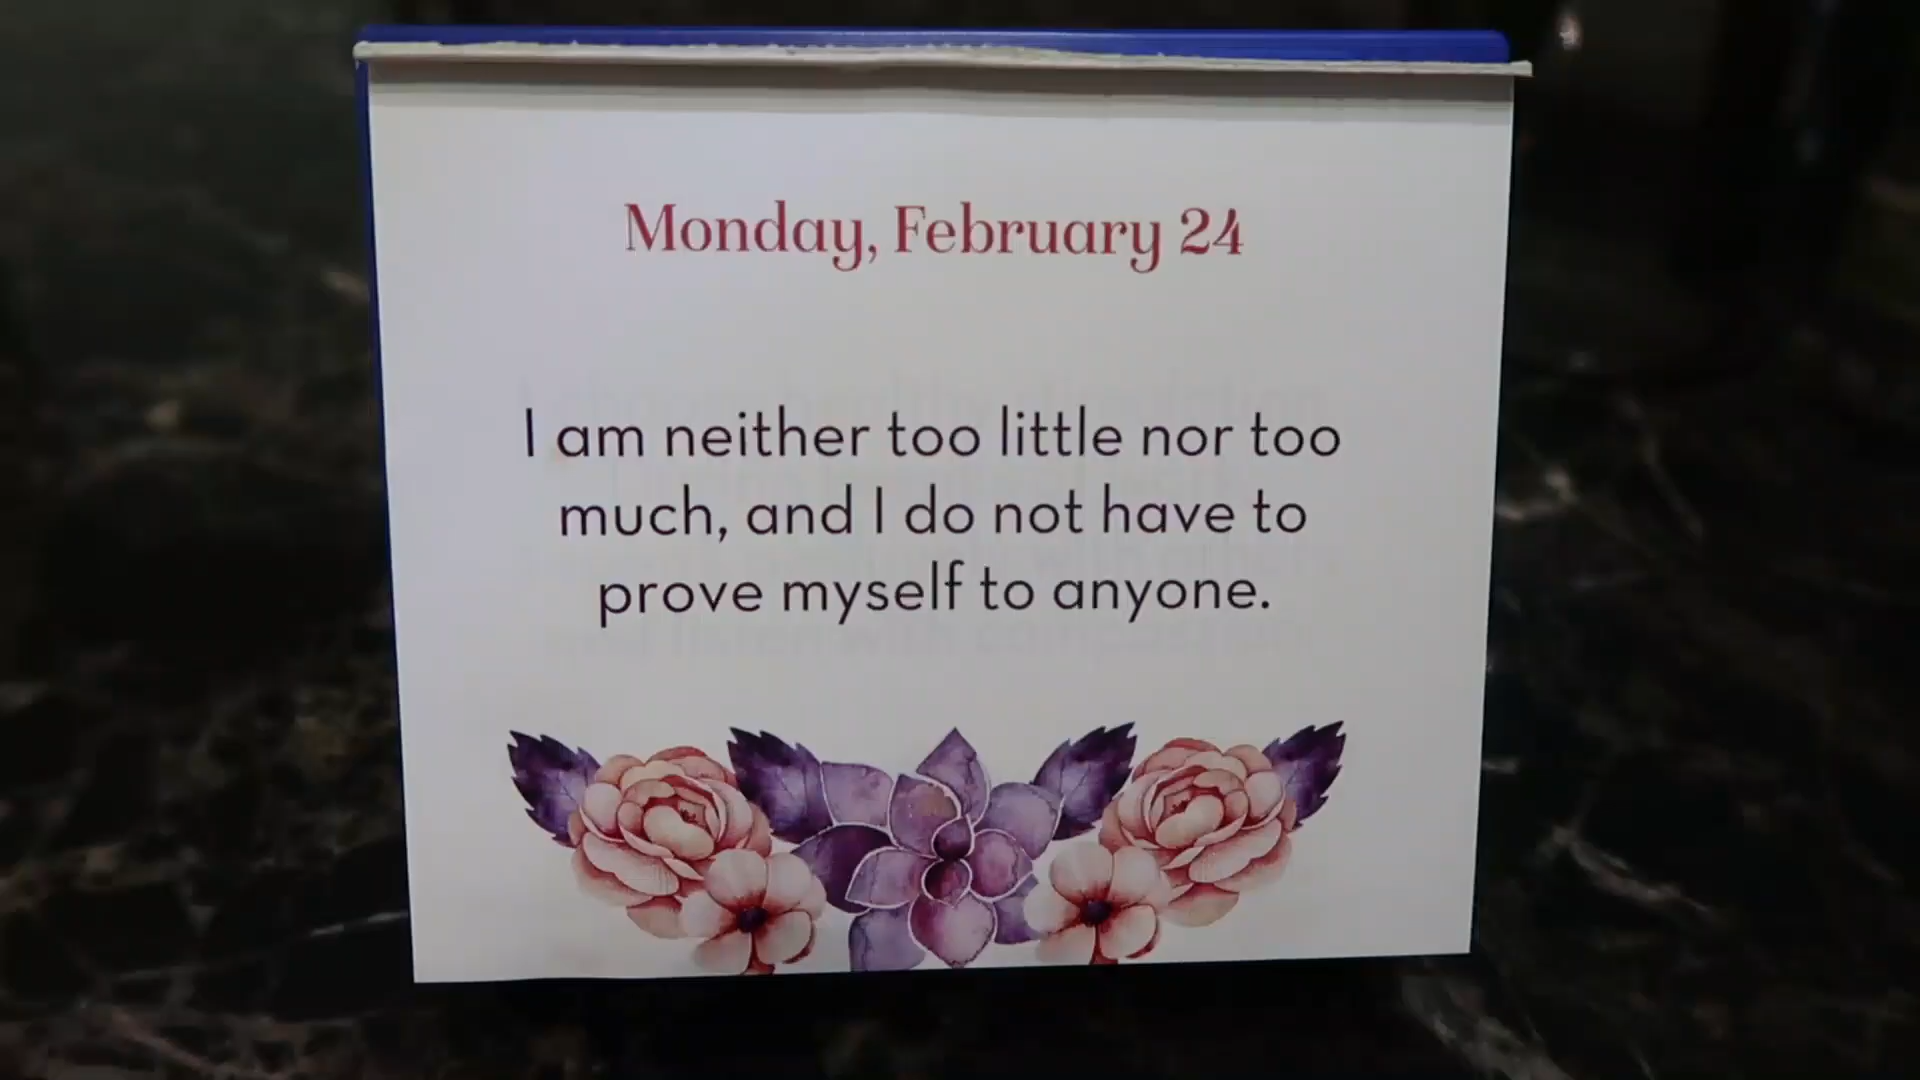 Monday, February 24
I am neither too little nor too
much, and I do not have to
prove myself to anyone.